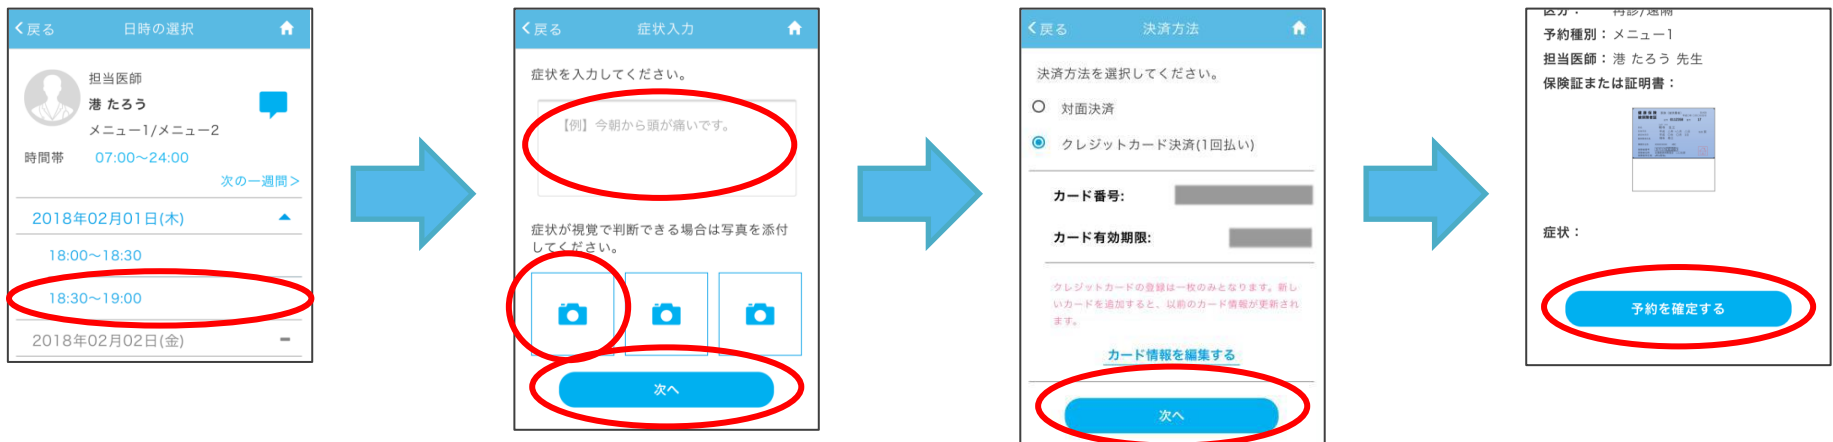 戻る 日時の選択
担当医師
港 たろう
メニュー1/メニュー2
時間帯 07:00〜24:00
次の一週間>
2018年02月01日(木)
18:00〜18:30
18:30〜19:00
2018年02月02日(金)
戻る 症状入力
症状を入力してください。
【例】今朝から頭が痛いです。
症状が視覚で判断できる場合は写真を添付
してください。
次へ
戻る 決済方法
決済方法を選択してください。
対面決済
クレジットカード決済(1回払い)
カード番号:
カード有効期限:
クレジットカードの登録は一枚のみとなります。新し
いカードを追加すると、以前のカード情報が更新され
ます。
カード情報を編集する
次へ
区分： 再診/遠隔
予約種別：メニュー1
担当医師：港 たろう 先生
保険証または証明書：
症状：
予約を確定する